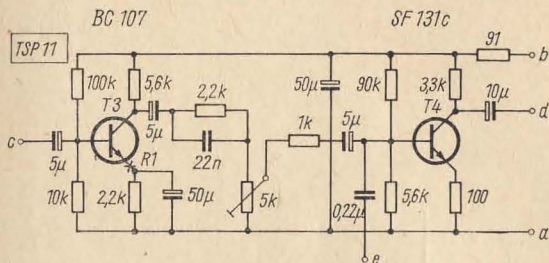 BC 107 SF 131c
TSP 11
91 b
100k 5,6k 50µ 90k 3,3k 10µ
T3 2,2k T4 d
5µ 1k 5µ
c 5µ R1 22n
10k 2,2k 50µ 5k 0,22µ 5,6k 100
a
e